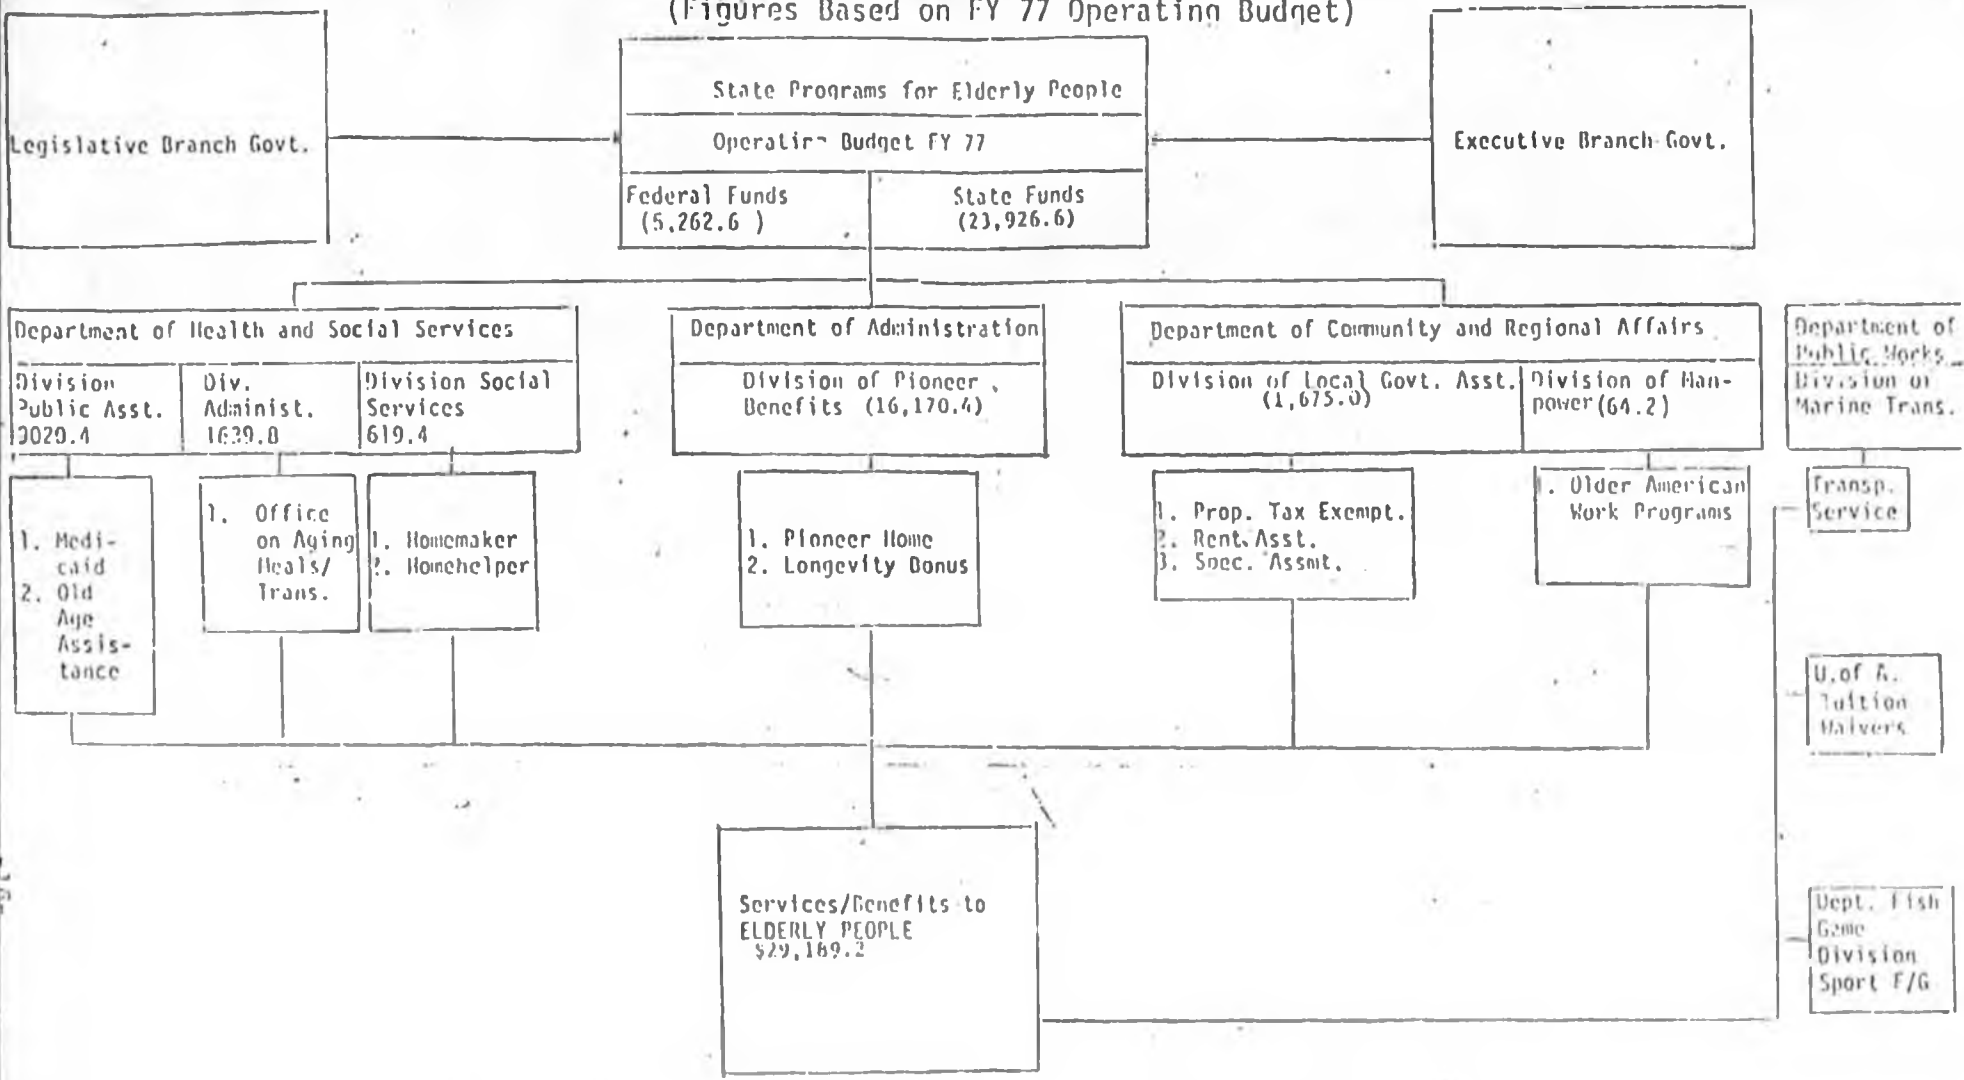 (Figures Based on FY 77 Operating Budget)
State Programs for Elderly People
Operating Budget FY 77
Federal Funds
(5,262.6 )
State Funds
(23,926.6)
Legislative Branch Govt.
Executive Branch Govt.
Department of Health and Social Services
Division
Public Asst.
9020.4
Div.
Administ.
1639.8
Division Social
Services
619.4
Department of Administration
Division of Pioneer
Benefits (16,170.4)
Department of Community and Regional Affairs
Division of Local Govt. Asst.
(1,675.0)
Division of Man-
power(64.2)
Department of
Public Works
Division of
Marine Trans.
1. Medi-
caid
2. Old
Age
Assis-
tance
1. Office
on Aging
Meals/
Trans.
1. Homemaker
2. Homehelper
1. Pioneer Home
2. Longevity Bonus
1. Prop. Tax Exempt.
2. Rent. Asst.
3. Spec. Assmt.
1. Older American
Work Programs
Transp.
Service
U.of A.
Tuition
Waivers
Dept. Fish
Game
Division
Sport F/G
Services/Benefits to
ELDERLY PEOPLE
$29,189.2